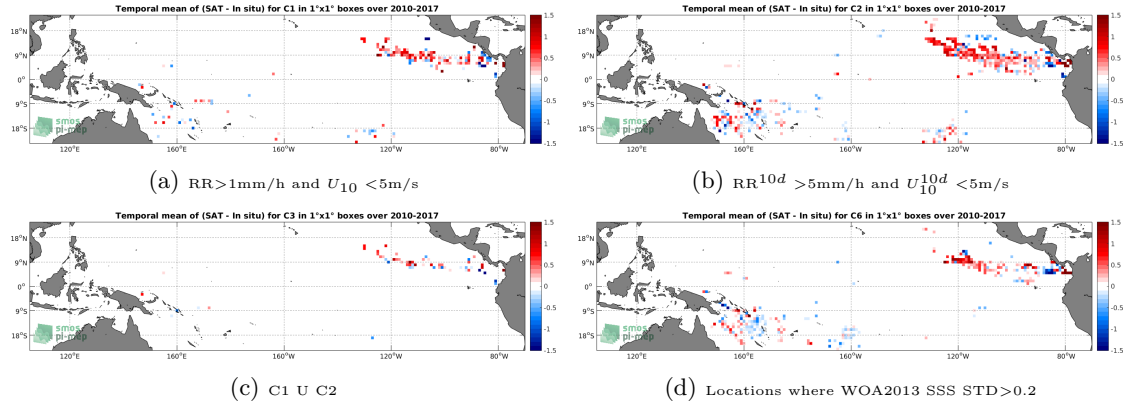 Temporal mean of (SAT - In situ) for C1 in 1°x1° boxes over 2010-2017
18°N
9°N
0°
9°S
18°S
120°E
160°E
160°W
120°W
80°W
1.5
1
0.5
0
-0.5
-1
-1.5
smos
pi-mep
(a) RR>1mm/h and U10 <5m/s
Temporal mean of (SAT - In situ) for C2 in 1°x1° boxes over 2010-2017
18°N
9°N
0°
9°S
18°S
120°E
160°E
160°W
120°W
80°W
1.5
1
0.5
0
-0.5
-1
-1.5
smos
pi-mep
(b) RR^10d >5mm/h and U10^10d <5m/s
Temporal mean of (SAT - In situ) for C3 in 1°x1° boxes over 2010-2017
18°N
9°N
0°
9°S
18°S
120°E
160°E
160°W
120°W
80°W
1.5
1
0.5
0
-0.5
-1
-1.5
smos
pi-mep
(c) C1 U C2
Temporal mean of (SAT - In situ) for C6 in 1°x1° boxes over 2010-2017
18°N
9°N
0°
9°S
18°S
120°E
160°E
160°W
120°W
80°W
1.5
1
0.5
0
-0.5
-1
-1.5
smos
pi-mep
(d) Locations where WOA2013 SSS STD>0.2